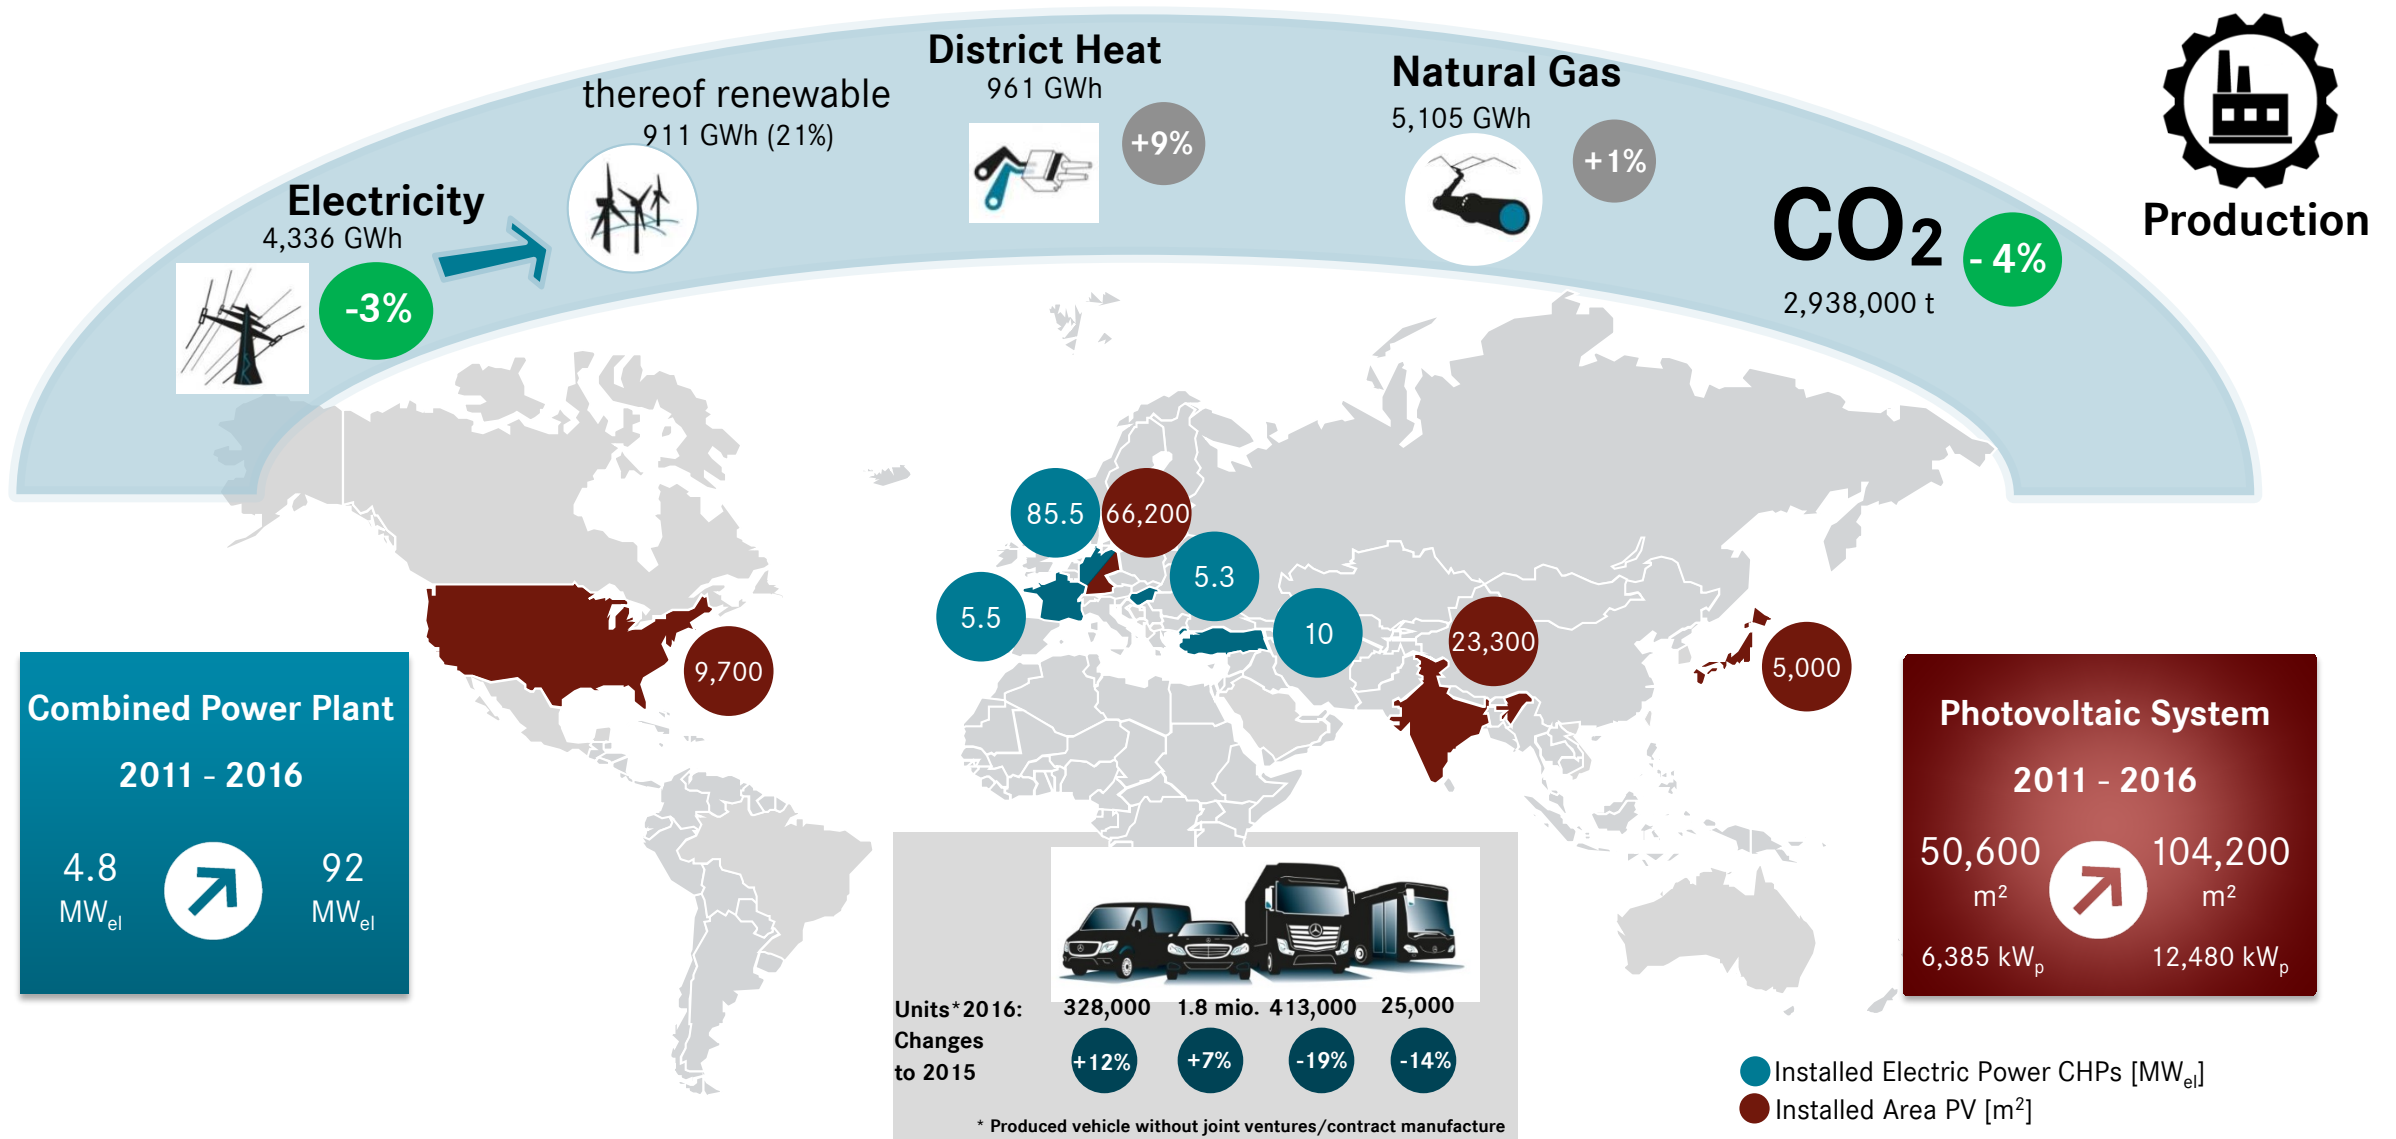 District Heat
961 GWh
+9%
Natural Gas
5,105 GWh
+1%
thereof renewable
911 GWh (21%)
Electricity
4,336 GWh
-3%
CO2
- 4%
2,938,000 t
Production
85.5
66,200
5.3
5.5
10
23,300
9,700
5,000
Combined Power Plant
2011 - 2016
4.8
MWel
92
MWel
Photovoltaic System
2011 - 2016
50,600
m²
104,200
m²
6,385 kWp
12,480 kWp
Units*2016: 328,000 1.8 mio. 413,000 25,000
Changes
to 2015
+12% +7% -19% -14%
* Produced vehicle without joint ventures/contract manufacture
Installed Electric Power CHPs [MWel]
Installed Area PV [m²]